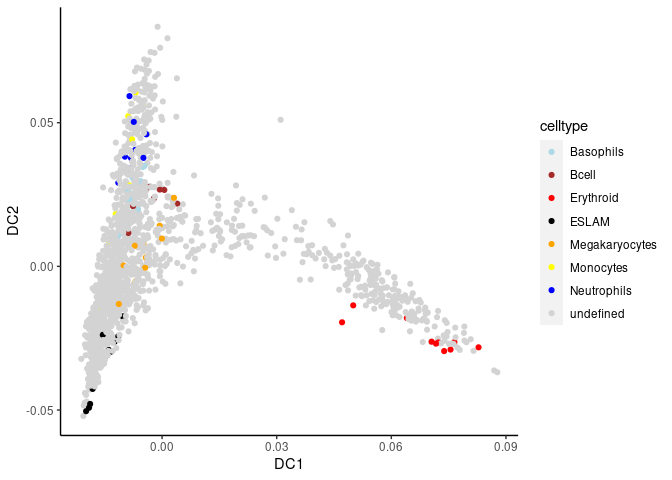 DC2
0.05
0.00
-0.05
0.00
0.03
0.06
0.09
DC1
celltype
Basophils
Bcell
Erythroid
ESLAM
Megakaryocytes
Monocytes
Neutrophils
undefined